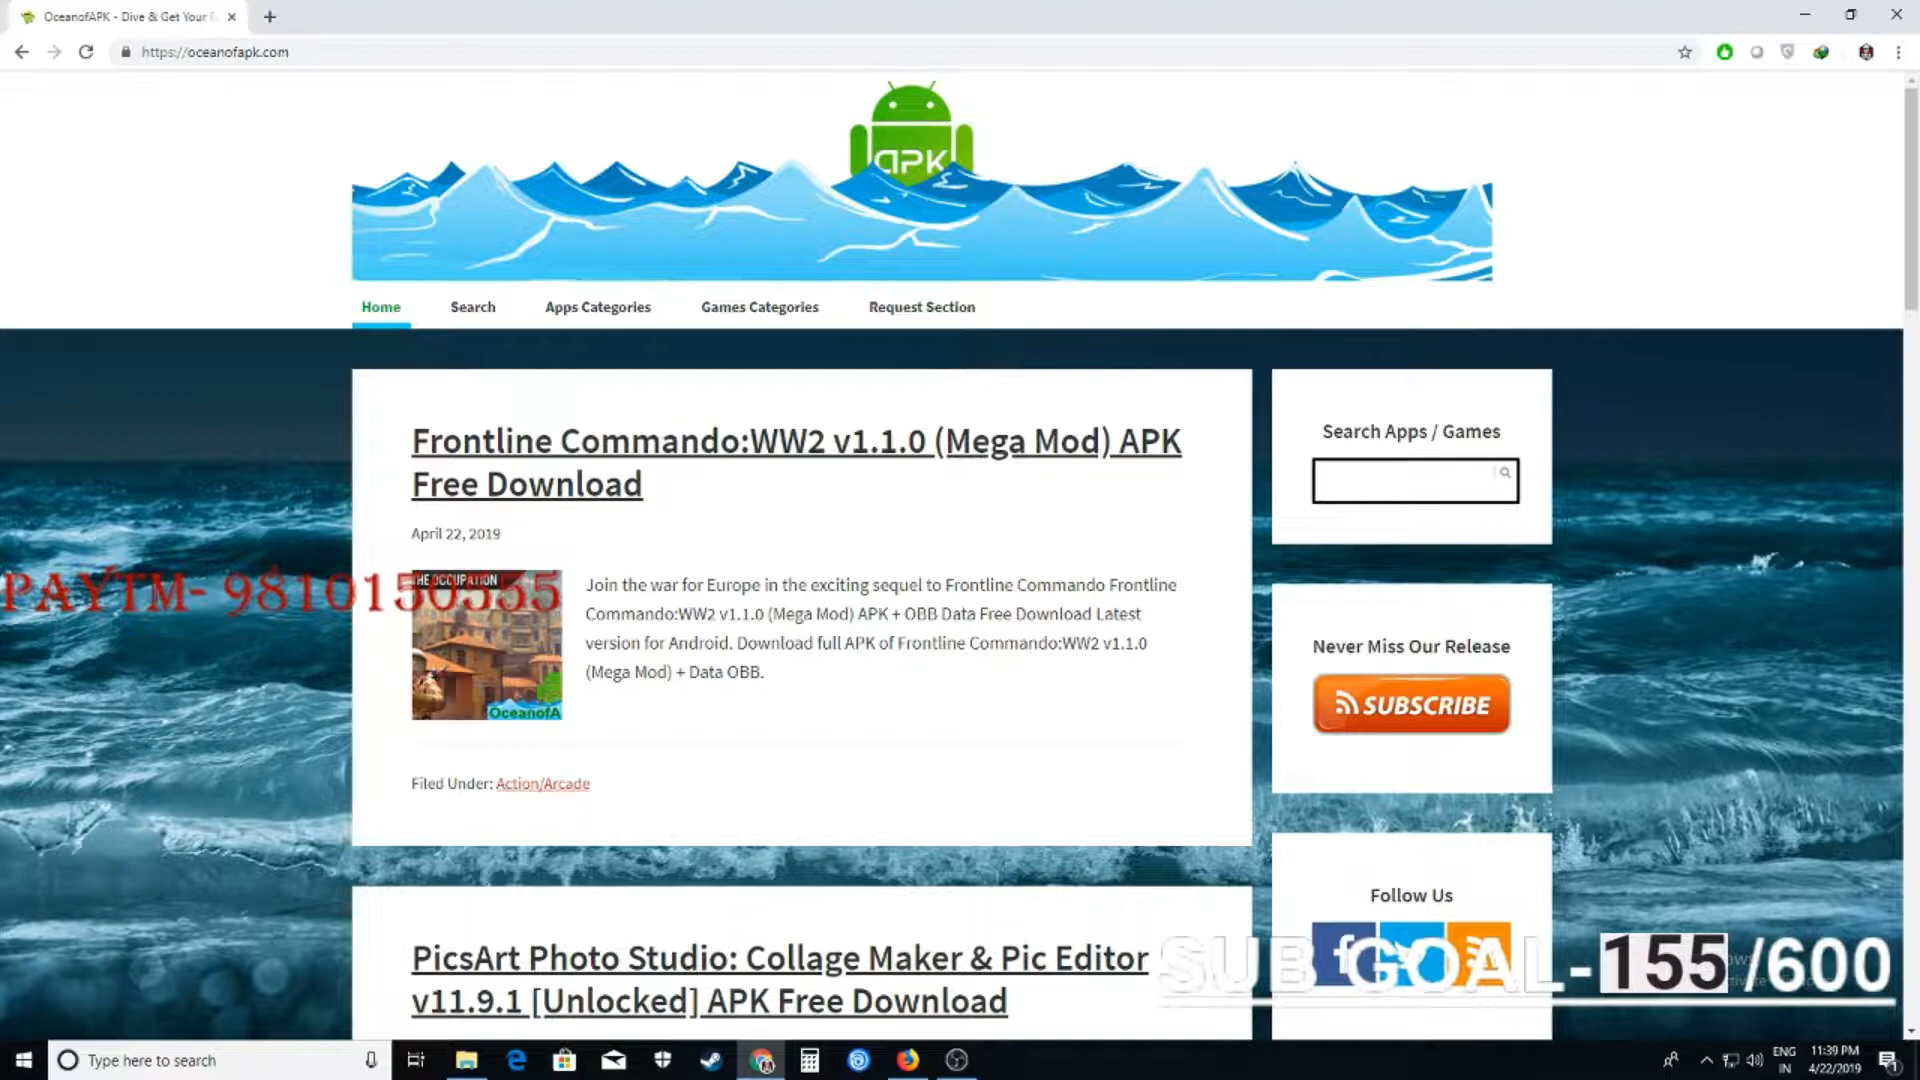 OceanofAPK - Dive & Get Your
https://oceanofapk.com
APK
Home
Search
Apps Categories
Games Categories
Request Section
Frontline Commando:WW2 v1.1.0 (Mega Mod) APK
Free Download
April 22, 2019
THE OCCUPATION
OceanofA
PAYTM- 9810150555
Join the war for Europe in the exciting sequel to Frontline Commando Frontline
Commando:WW2 v1.1.0 (Mega Mod) APK + OBB Data Free Download Latest
version for Android. Download full APK of Frontline Commando:WW2 v1.1.0
(Mega Mod) + Data OBB.
Filed Under: Action/Arcade
PicsArt Photo Studio: Collage Maker & Pic Editor
v11.9.1 [Unlocked] APK Free Download
Search Apps / Games
Never Miss Our Release
SUBSCRIBE
Follow Us
SUB GOAL-155/600
Type here to search
ENG
IN
11:39 PM
4/22/2019